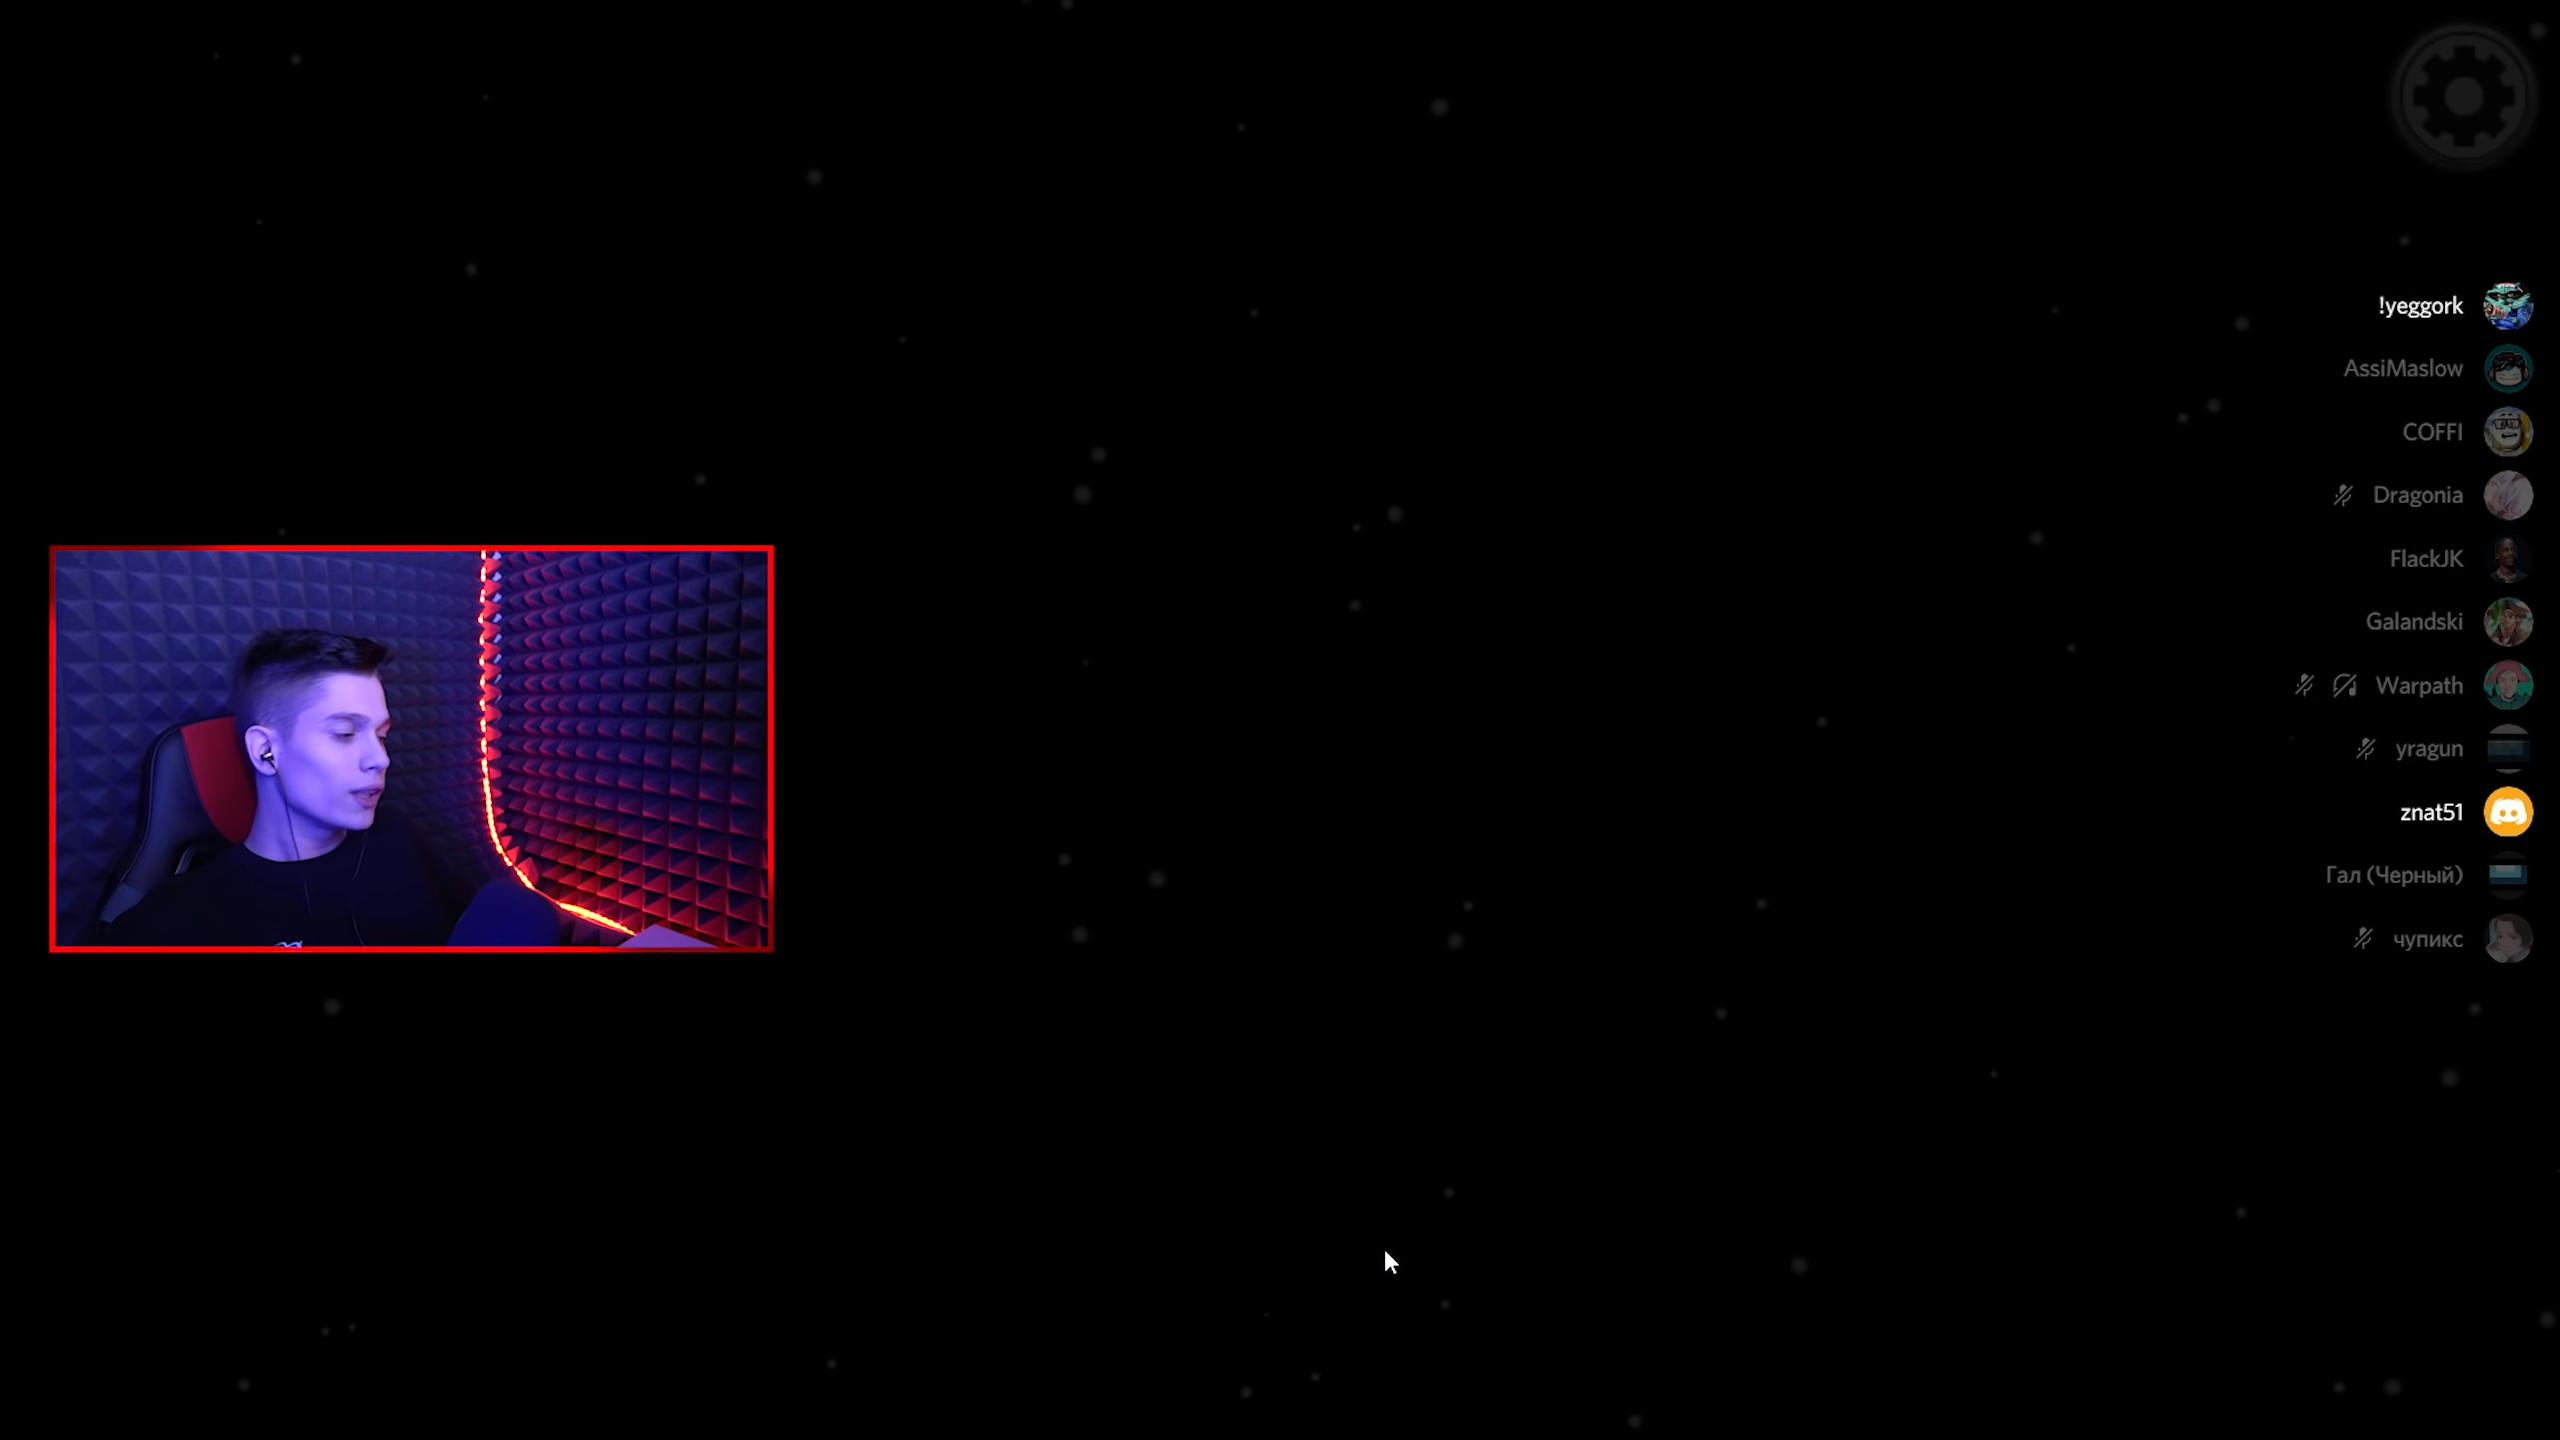 !yeggork
AssiMaslow
COFFI
Dragonia
FlackJK
Galandski
Warpath
yragun
znat51
Гал (Черный)
чупикс